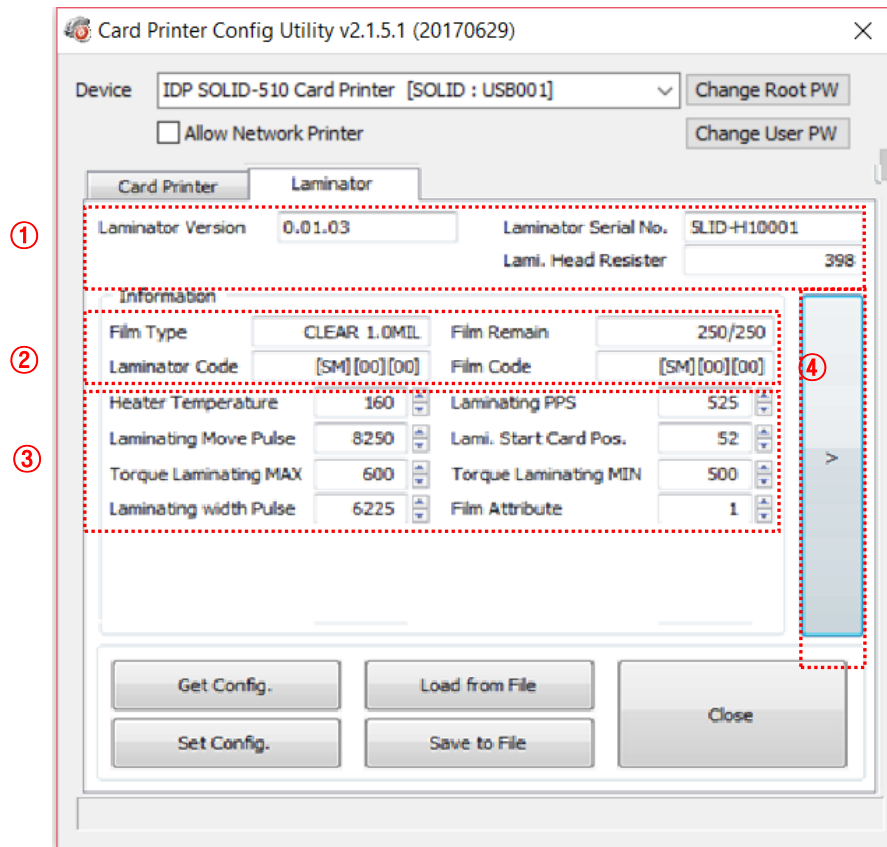 Card Printer Config Utility v2.1.5.1 (20170629)
Device IDP SOLID-510 Card Printer [SOLID : USB001] Change Root PW
Allow Network Printer Change User PW
Card Printer Laminator
① Laminator Version 0.01.03 Laminator Serial No. SLID-H10001
Lami. Head Resister 398
Information
Film Type CLEAR 1.0MIL Film Remain 250/250
② Laminator Code [SM][00][00] Film Code [SM][00][00] ④
Heater Temperature 160 Laminating PPS 525
Laminating Move Pulse 8250 Lami. Start Card Pos. 52
③ Torque Laminating MAX 600 Torque Laminating MIN 500 >
Laminating width Pulse 6225 Film Attribute 1
Get Config. Load from File Close
Set Config. Save to File